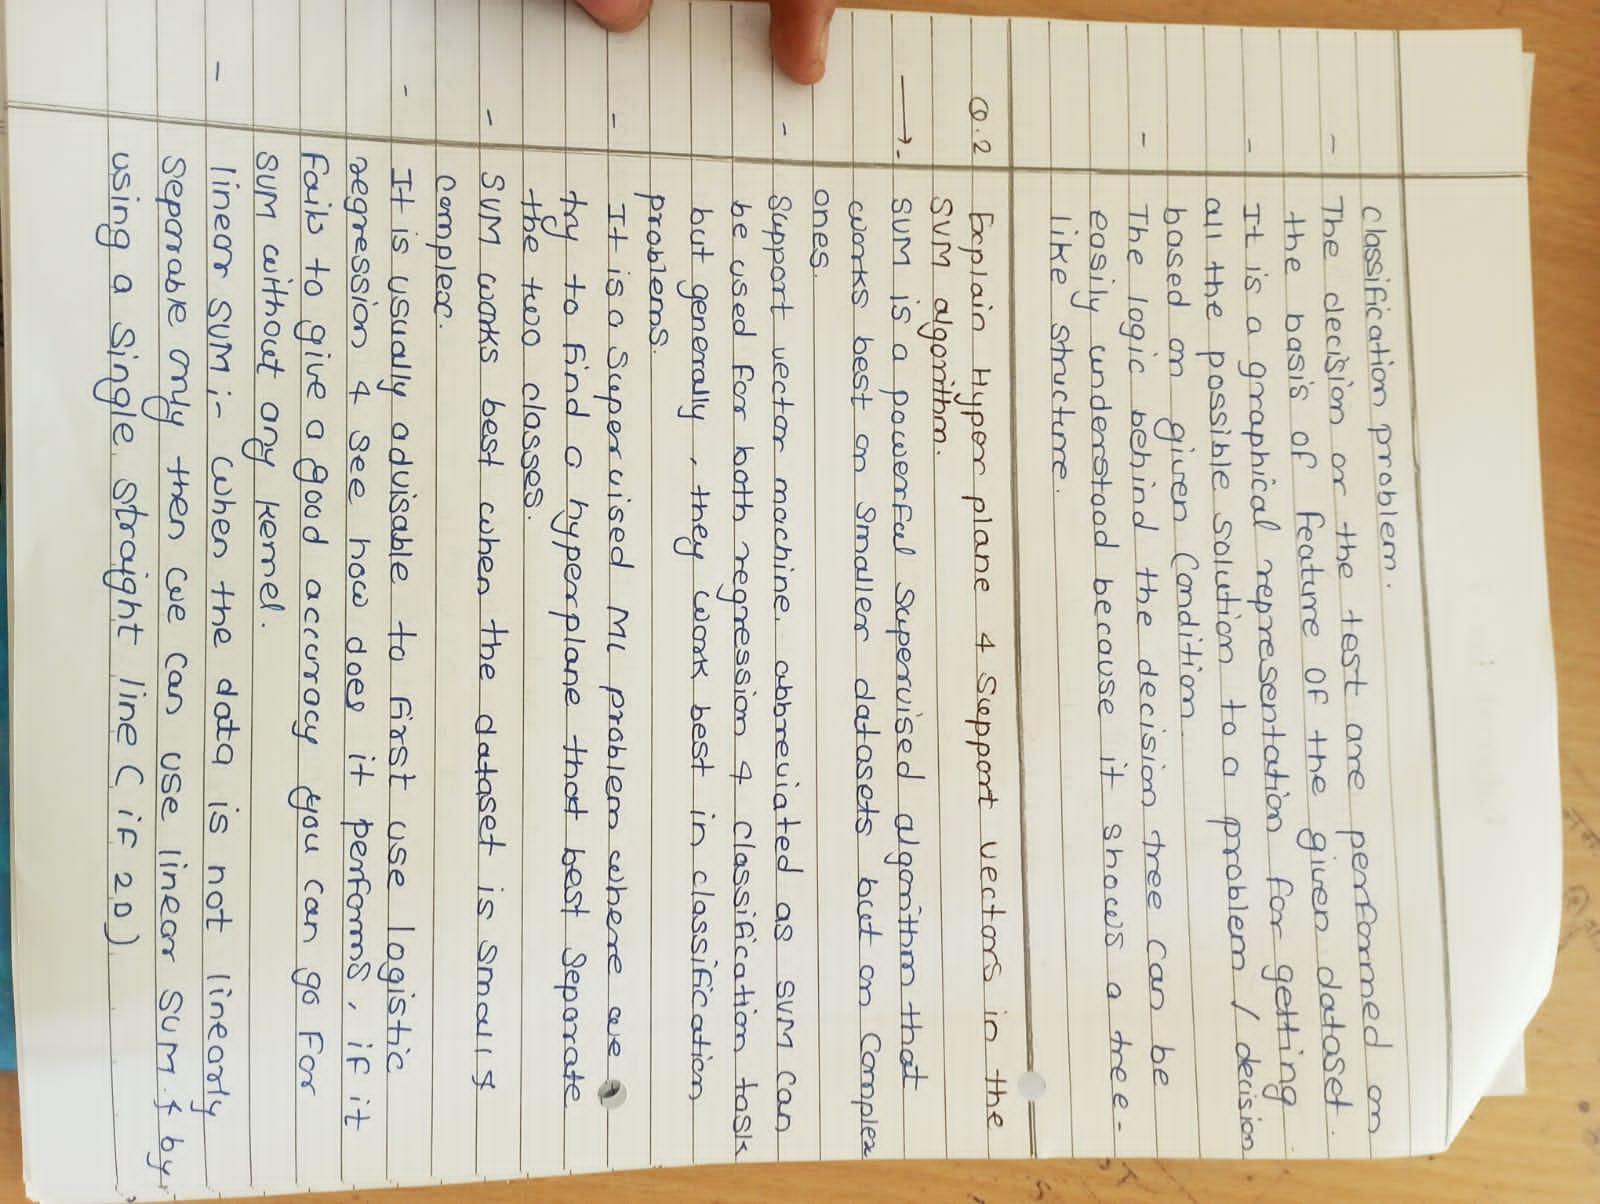 classification problem.
- The decision or the test are performed on
the basis of feature of the given dataset.
- It is a graphical representation for getting
all the possible solution to a problem / decision
based on given condition.
- The logic behind the decision tree can be
easily understood because it shows a tree-
like structure.
Q.2 Explain Hyper plane & Support vectors in the
SVM algorithm.
→ - SVM is a powerful supervised algorithm that
works best on smaller datasets but on complex
ones.
- Support vector machine, abbreviated as SVM can
be used for both regression & classification task
but generally, they work best in classification
problems.
- It is a supervised ML problem where we
try to find a hyperplane that best separate
the two classes.
- SVM works best when the dataset is small &
complex.
- It is usually advisable to first use logistic
regression & see how does it performs, if it
fails to give a good accuracy you can go for
SVM without any kernel.
- linear SVM :- When the data is not linearly
separable only then we can use linear SVM & by
using a single straight line (if 2D)